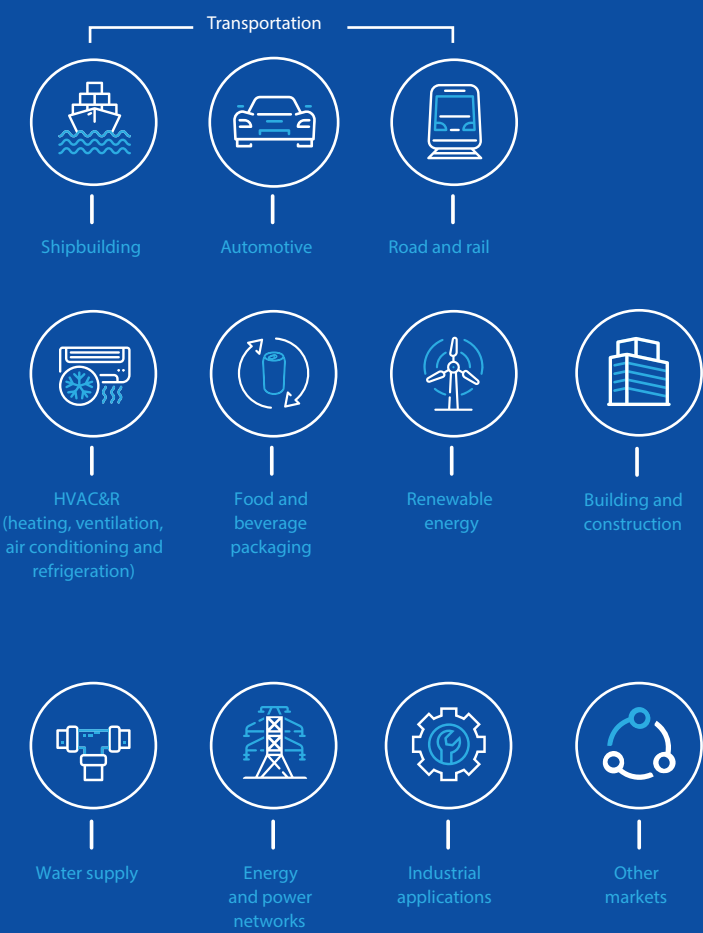 Transportation
Shipbuilding
Automotive
Road and rail
HVAC&R
(heating, ventilation,
air conditioning and
refrigeration)
Food and
beverage
packaging
Renewable
energy
Building and
construction
Water supply
Energy
and power
networks
Industrial
applications
Other
markets